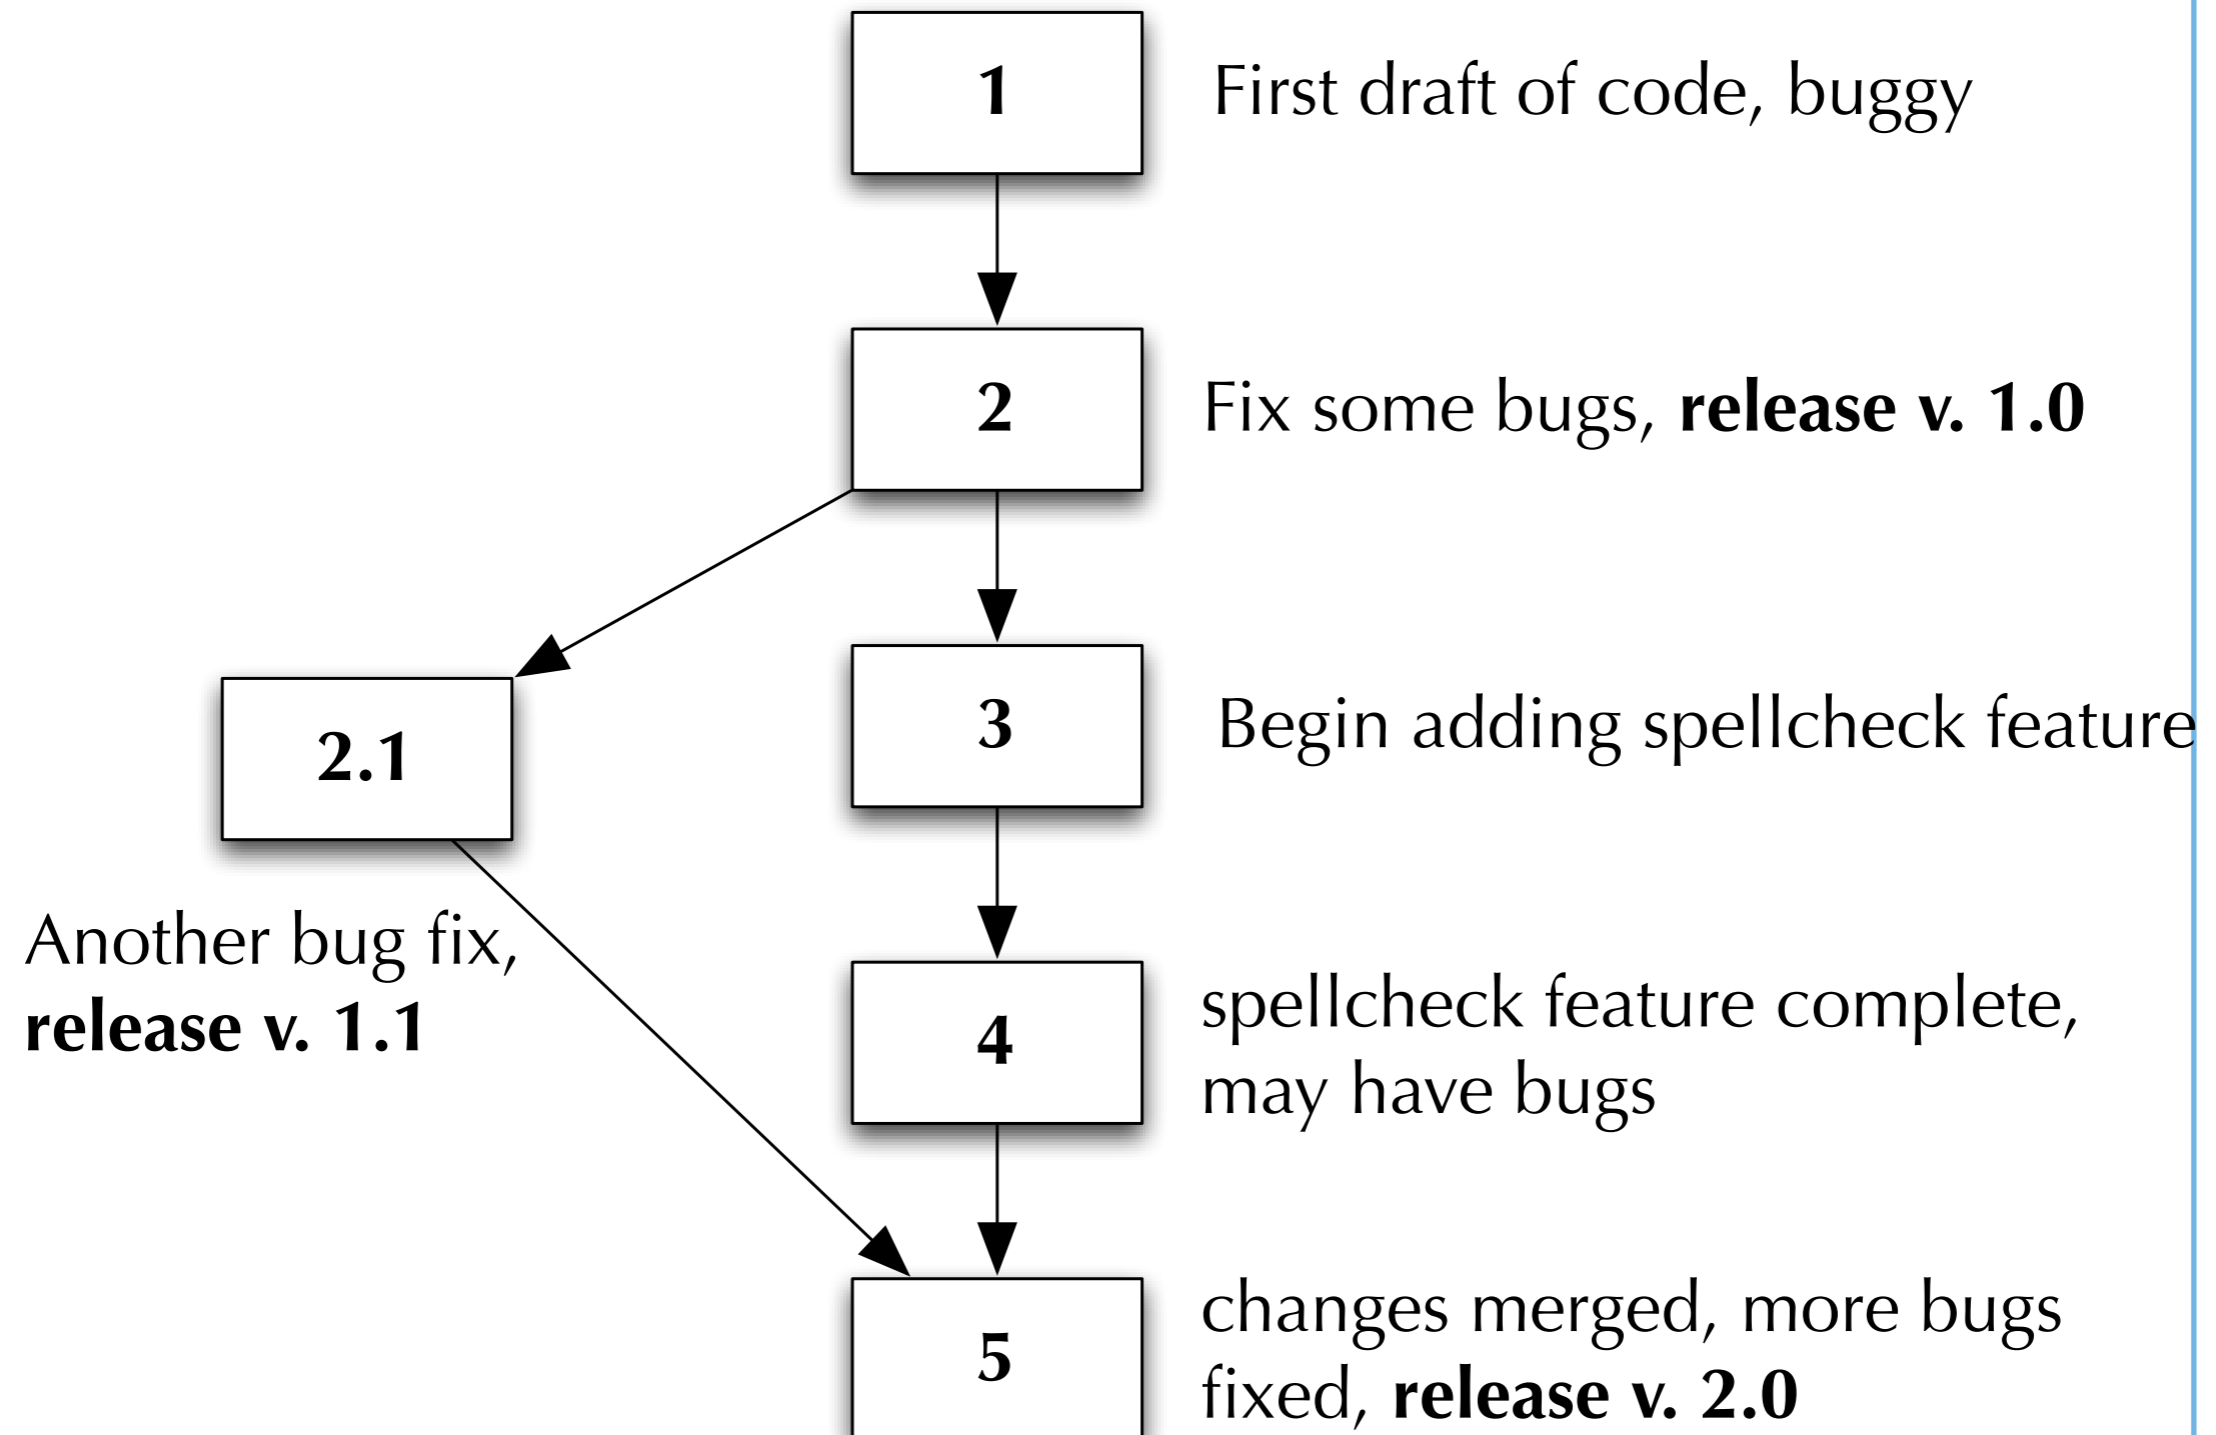 1
First draft of code, buggy
2
Fix some bugs, release v. 1.0
3
Begin adding spellcheck feature
2.1
Another bug fix,
release v. 1.1
4
spellcheck feature complete,
may have bugs
5
changes merged, more bugs
fixed, release v. 2.0